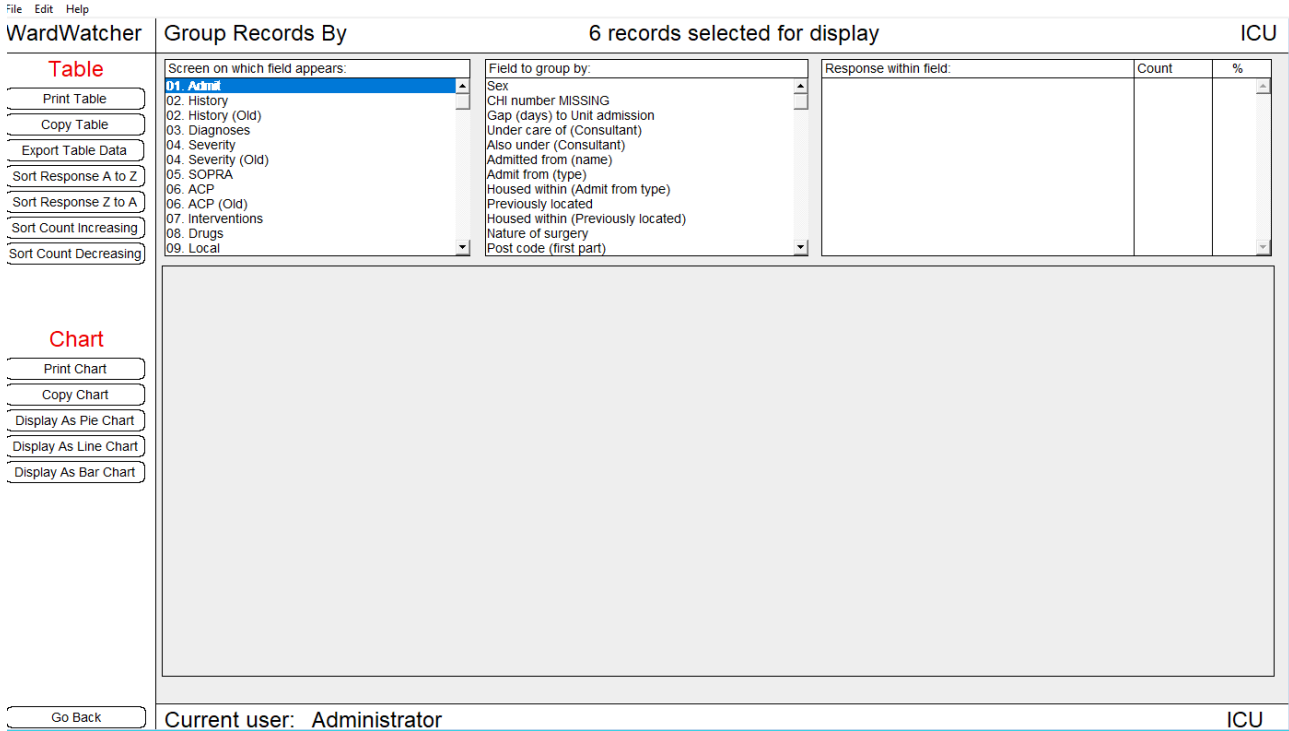 File Edit Help
WardWatcher
Group Records By
6 records selected for display
ICU
Table
Print Table
Copy Table
Export Table Data
Sort Response A to Z
Sort Response Z to A
Sort Count Increasing
Sort Count Decreasing
Chart
Print Chart
Copy Chart
Display As Pie Chart
Display As Line Chart
Display As Bar Chart
Go Back
Screen on which field appears:
01. Admit
02. History
02. History (Old)
03. Diagnoses
04. Severity
04. Severity (Old)
05. SOPRA
06. ACP
06. ACP (Old)
07. Interventions
08. Drugs
09. Local
Field to group by:
Sex
CHI number MISSING
Gap (days) to Unit admission
Under care of (Consultant)
Also under (Consultant)
Admitted from (name)
Admit from (type)
Housed within (Admit from type)
Previously located
Housed within (Previously located)
Nature of surgery
Post code (first part)
Response within field:
Count
%
Current user: Administrator
ICU